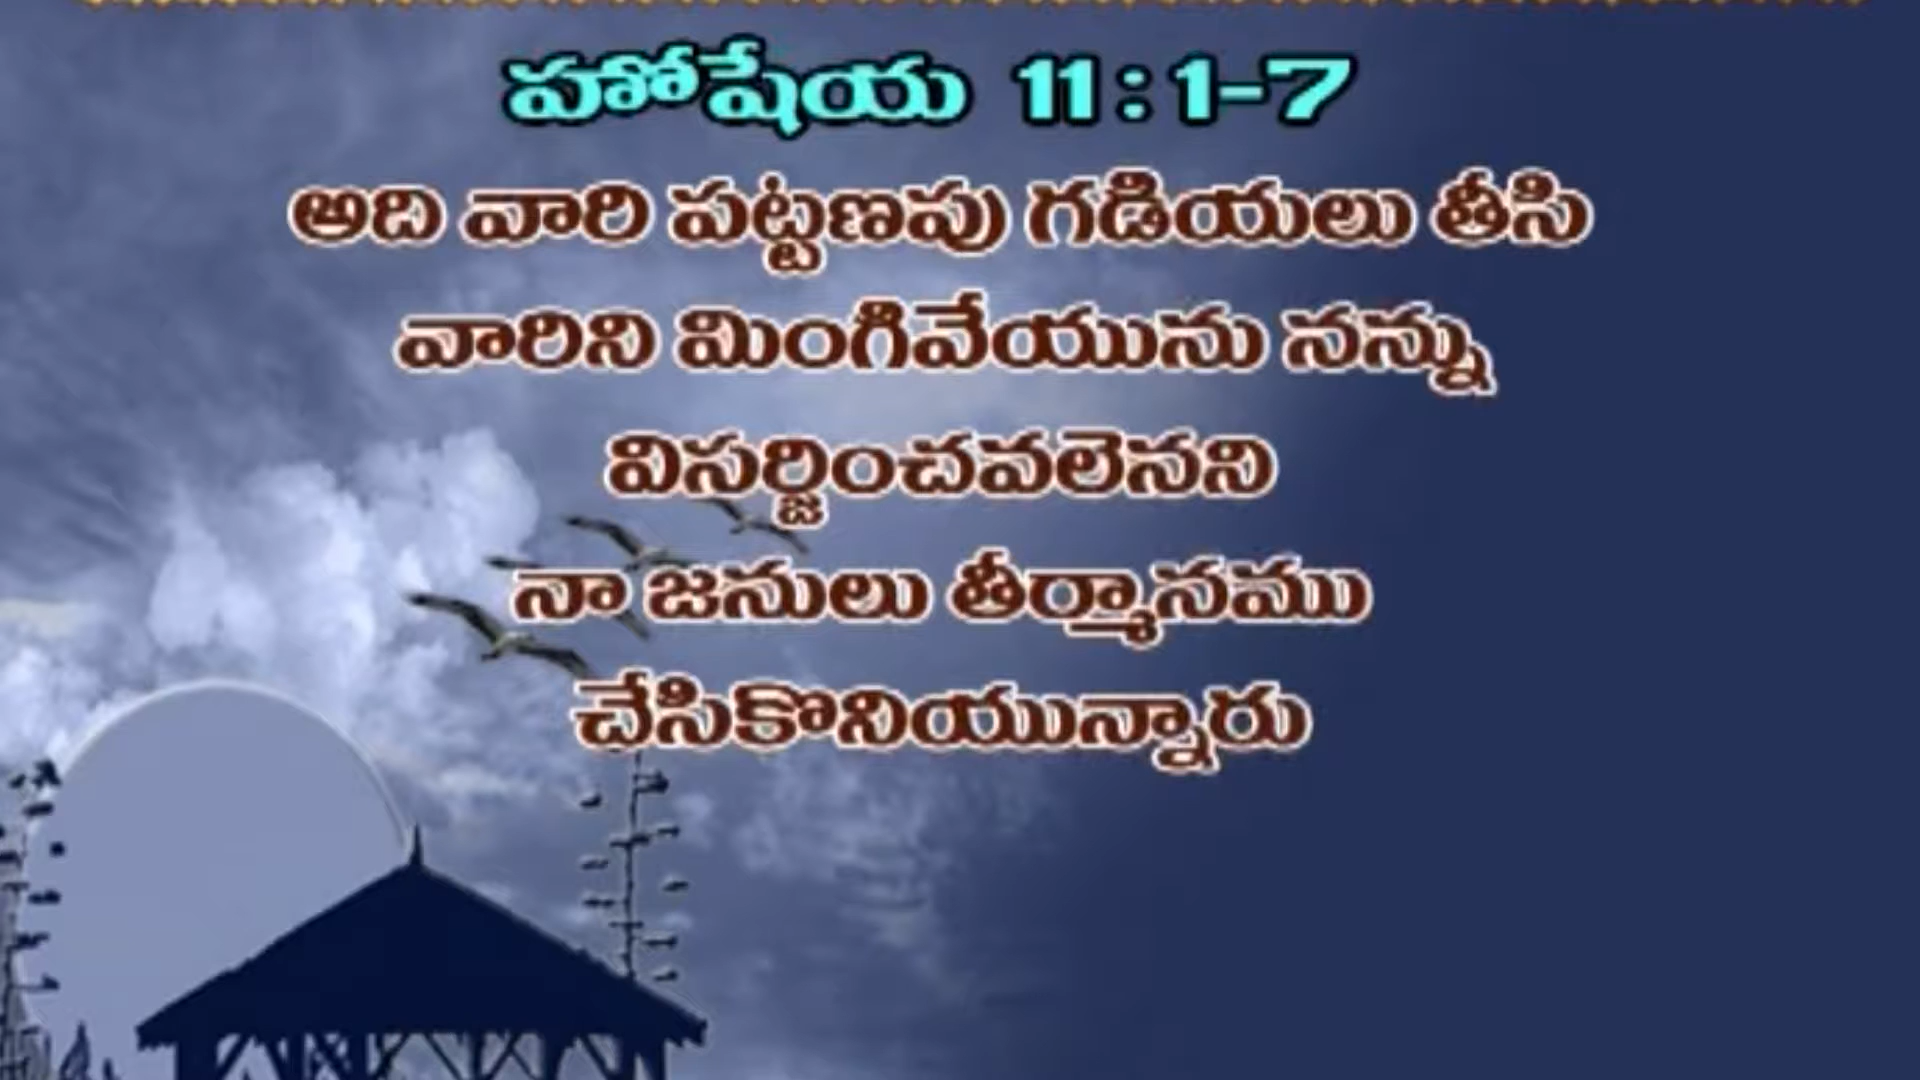 హోషేయ 11:1-7
అది వారి పట్టణపు గడియలు తీసి
వారిని మింగివేయును నన్ను
విసర్జించవలెనని
నా జనులు తీర్మానము
చేసికొనియున్నారు